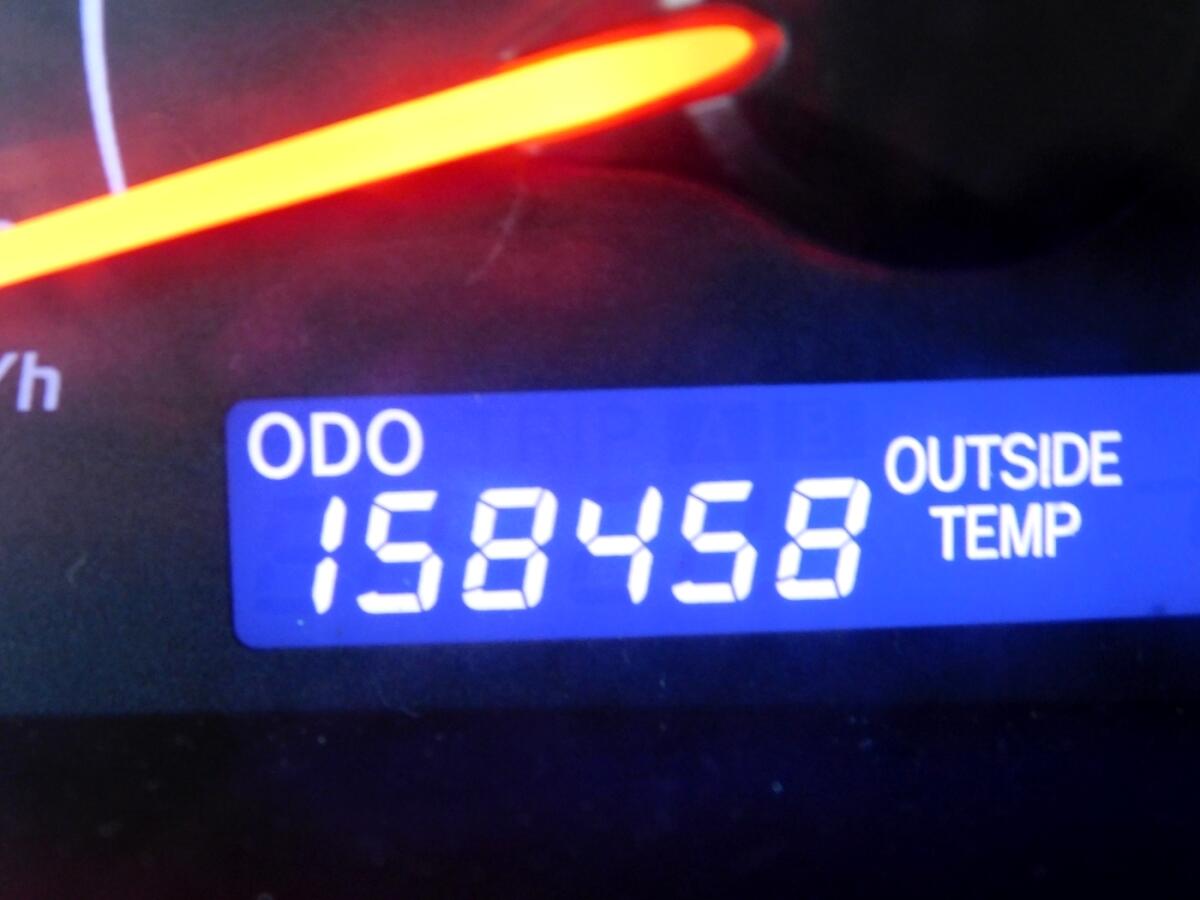 /h
ODO
158458
OUTSIDE
TEMP